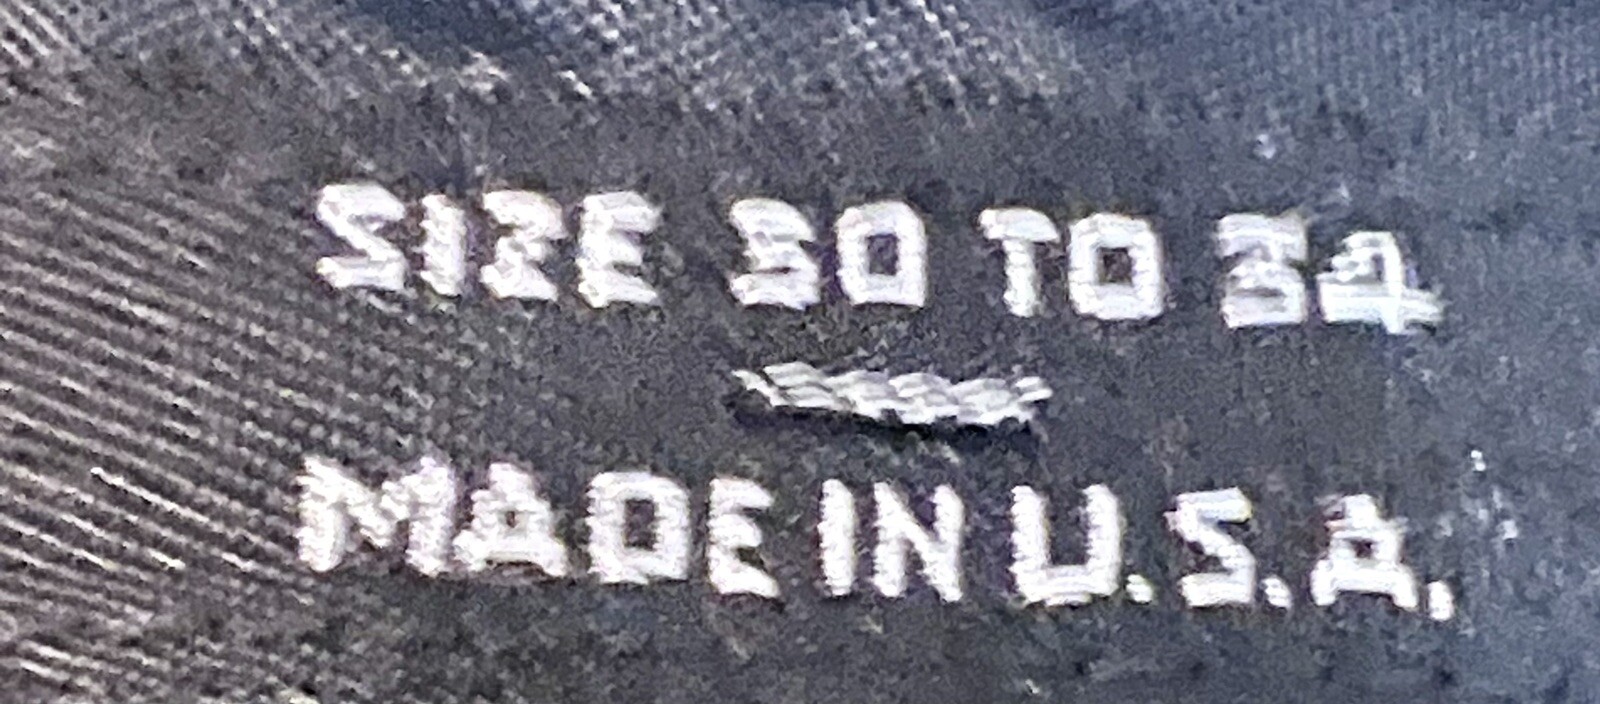 SIZE 30 TO 34
MADE IN U.S.A.